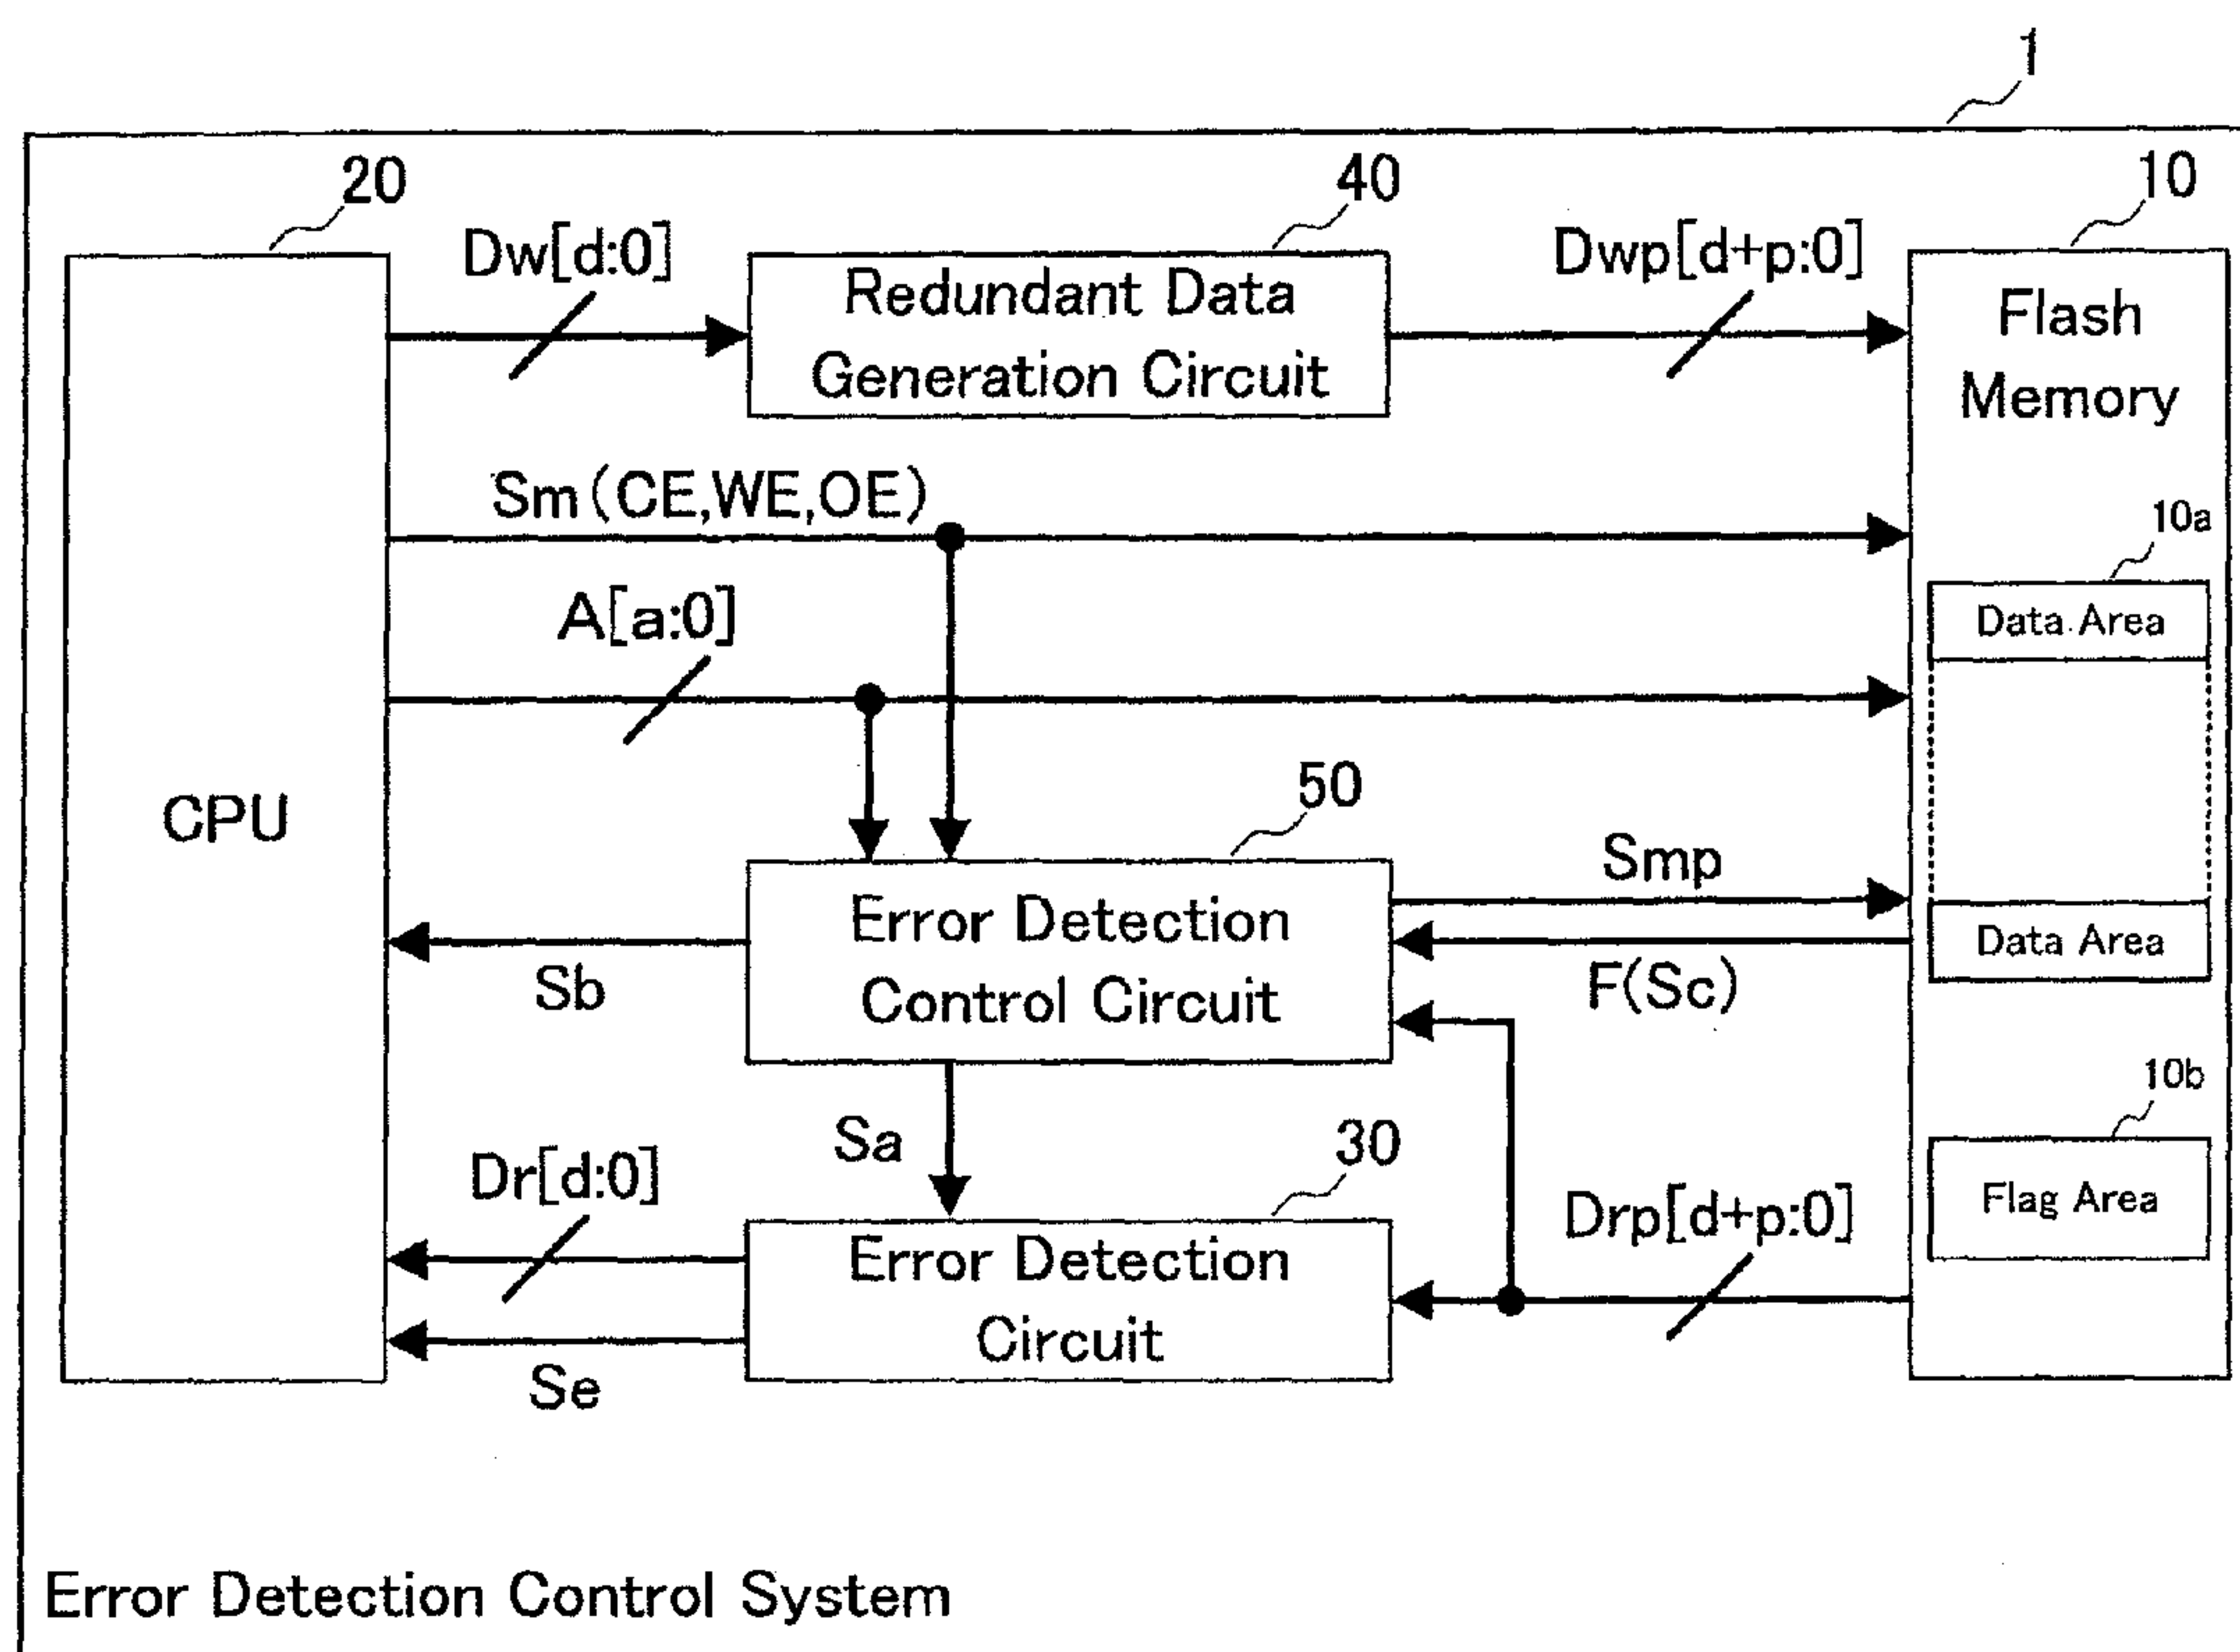 1
20
40
10
Dw[d:0]
Dwp[d+p:0]
Redundant Data
Generation Circuit
Flash
Memory
Sm(CE,WE,OE)
10a
A[a:0]
Data Area
CPU
50
Smp
Error Detection
Control Circuit
Data Area
Sb
F(Sc)
10b
Sa
30
Dr[d:0]
Drp[d+p:0]
Flag Area
Error Detection
Circuit
Se
Error Detection Control System